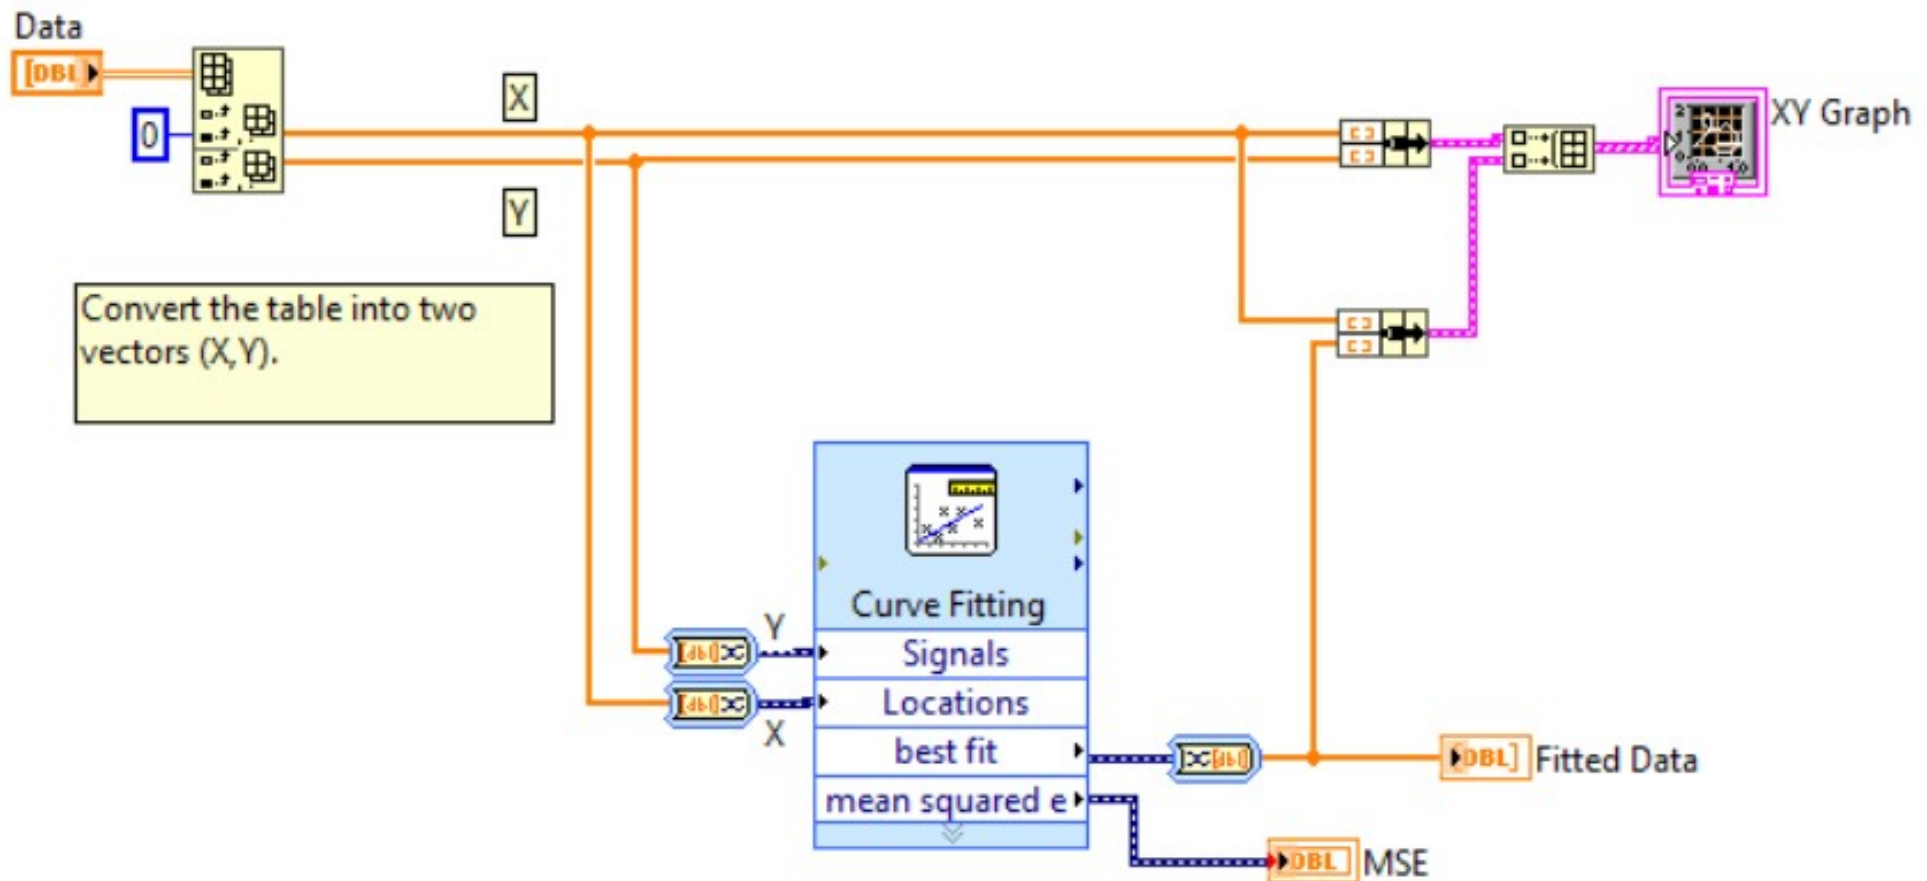 Data
[DBL]
0
X
Y
XY Graph
Convert the table into two
vectors (X,Y).
Curve Fitting
Y
Signals
Locations
X
best fit
Fitted Data
[DBL]
mean squared e
DBL
MSE